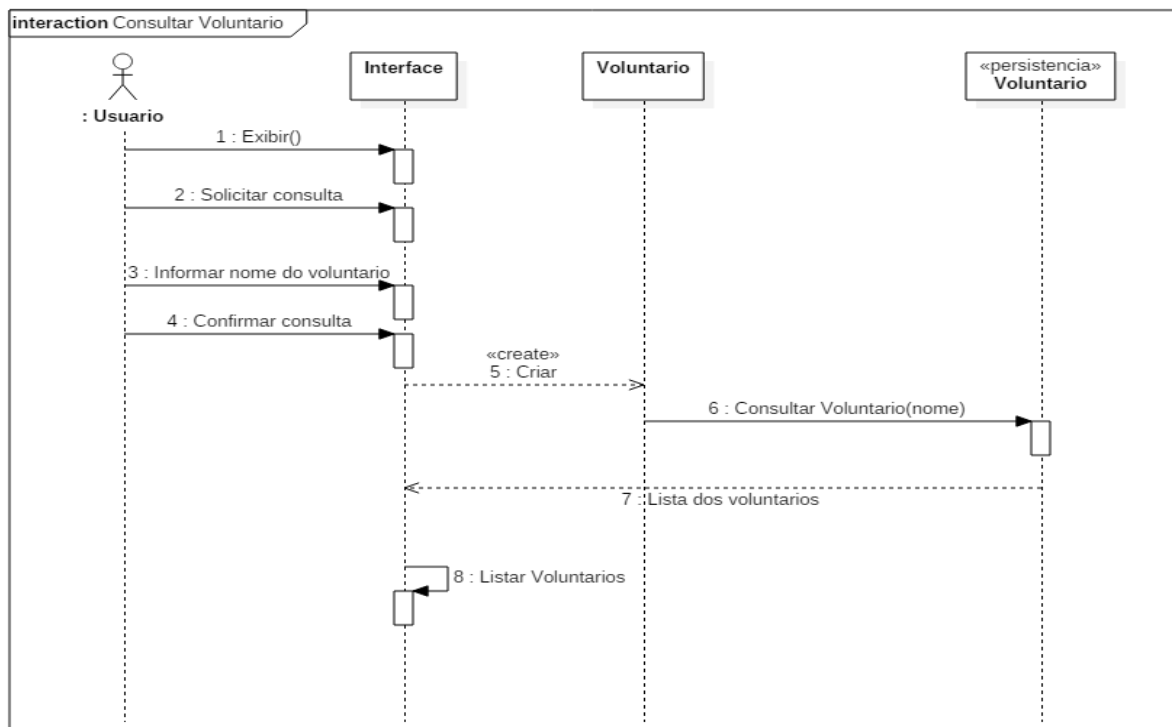 interaction Consultar Voluntario
: Usuario
Interface
Voluntario
«persistencia»
Voluntario
1 : Exibir()
2 : Solicitar consulta
3 : Informar nome do voluntario
4 : Confirmar consulta
«create»
5 : Criar
6 : Consultar Voluntario(nome)
7 : Lista dos voluntarios
8 : Listar Voluntarios